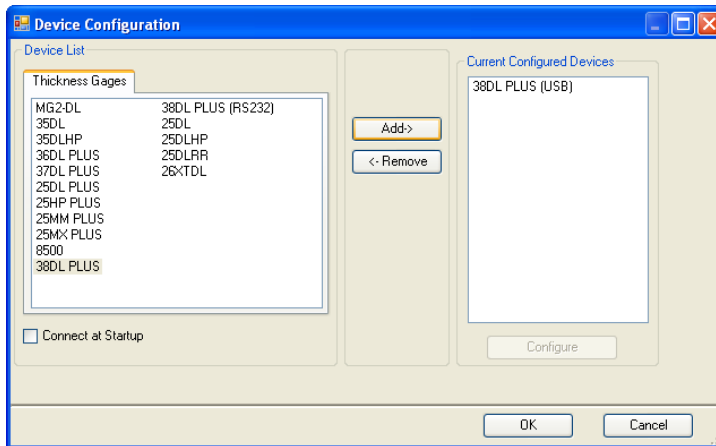 Device Configuration
Device List
Thickness Gages
MG2-DL
35DL
35DLHP
36DL PLUS
37DL PLUS
25DL PLUS
25HP PLUS
25MM PLUS
25MX PLUS
8500
38DL PLUS
38DL PLUS (RS232)
25DL
25DLHP
25DLRR
26XTDL
Connect at Startup
Add->
<- Remove
Current Configured Devices
38DL PLUS (USB)
Configure
OK
Cancel